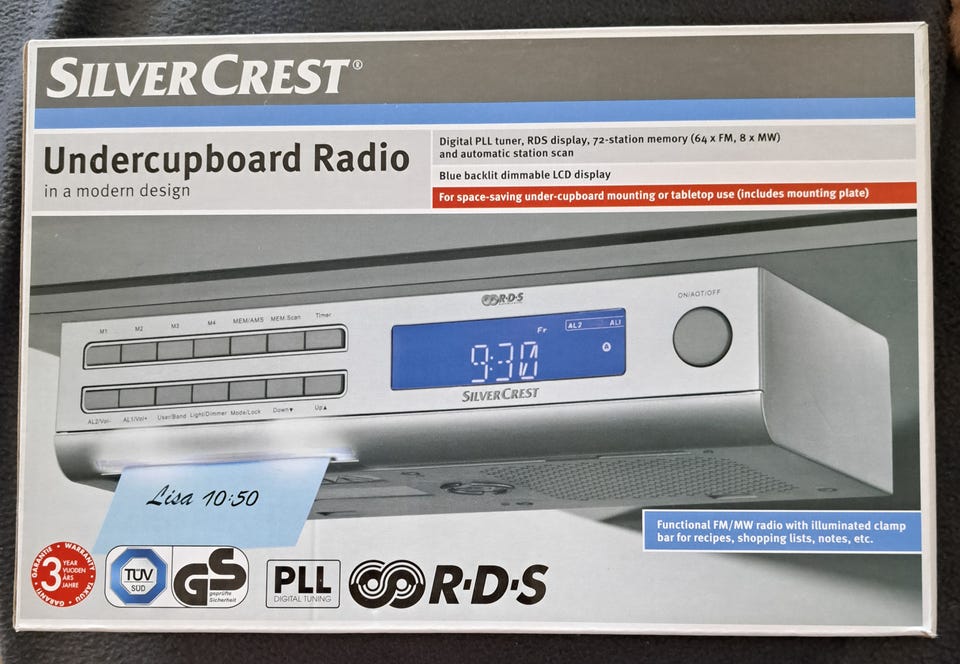 SILVERCREST®
Undercupboard Radio
in a modern design
Digital PLL tuner, RDS display, 72-station memory (64 x FM, 8 x MW)
and automatic station scan
Blue backlit dimmable LCD display
For space-saving under-cupboard mounting or tabletop use (includes mounting plate)
R·D·S
ON/AOT/OFF
M1 M2 M3 M4 MEM/AMS MEM.Scan Timer
Fr AL2 AL1
A
9:30
SILVERCREST
AL2/Vol- AL1/Vol+ User/Band Light/Dimmer Mode/Lock Down▼ Up▲
Lisa 10:50
Functional FM/MW radio with illuminated clamp
bar for recipes, shopping lists, notes, etc.
GARANTIE • WARRANTY
3 YEAR
VUODEN
ÅRS
JAHRE
TAKUU • GARANTI
TÜV
SÜD
GS
geprüfte
Sicherheit
PLL
DIGITAL TUNING
R·D·S